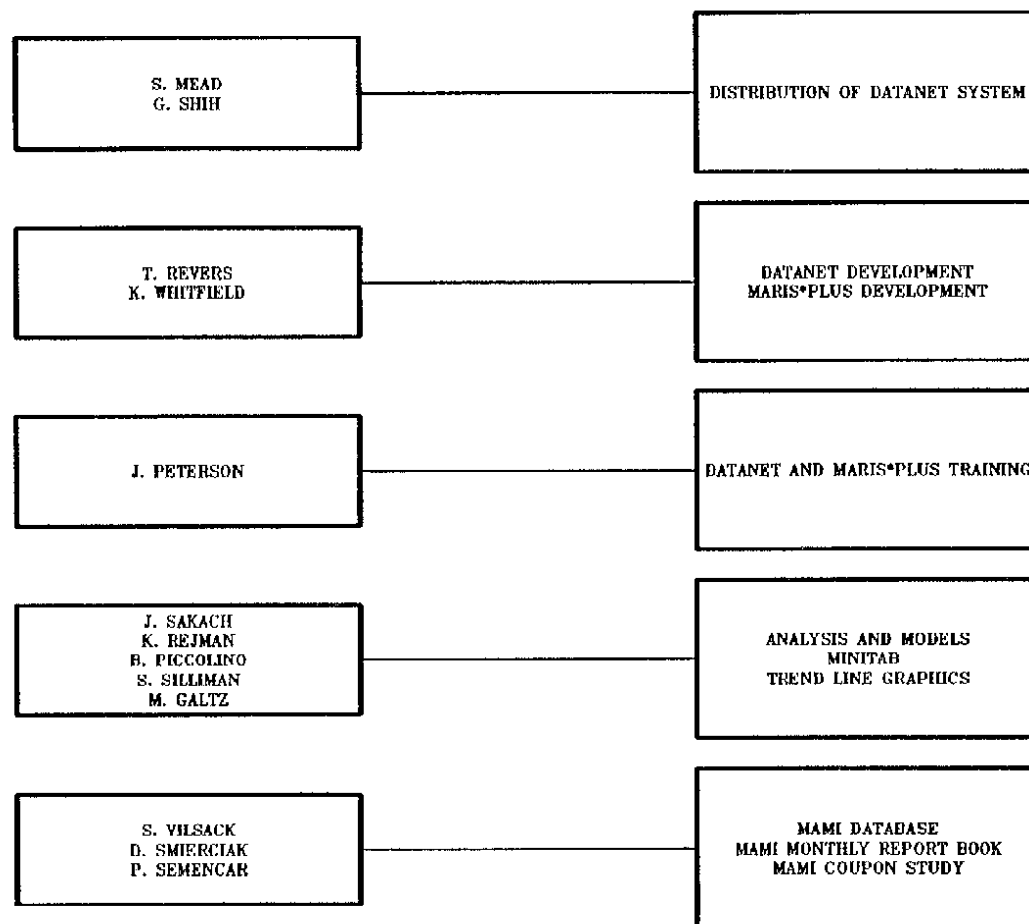 S. MEAD
G. SHIH
DISTRIBUTION OF DATANET SYSTEM
T. REVERS
K. WHITFIELD
DATANET DEVELOPMENT
MARIS*PLUS DEVELOPMENT
J. PETERSON
DATANET AND MARIS*PLUS TRAINING
J. SAKACH
K. REJMAN
B. PICCOLINO
S. SILLIMAN
M. GALTZ
ANALYSIS AND MODELS
MINITAB
TREND LINE GRAPHICS
S. VILSACK
D. SMIERCIAK
P. SEMENCAR
MAMI DATABASE
MAMI MONTHLY REPORT BOOK
MAMI COUPON STUDY